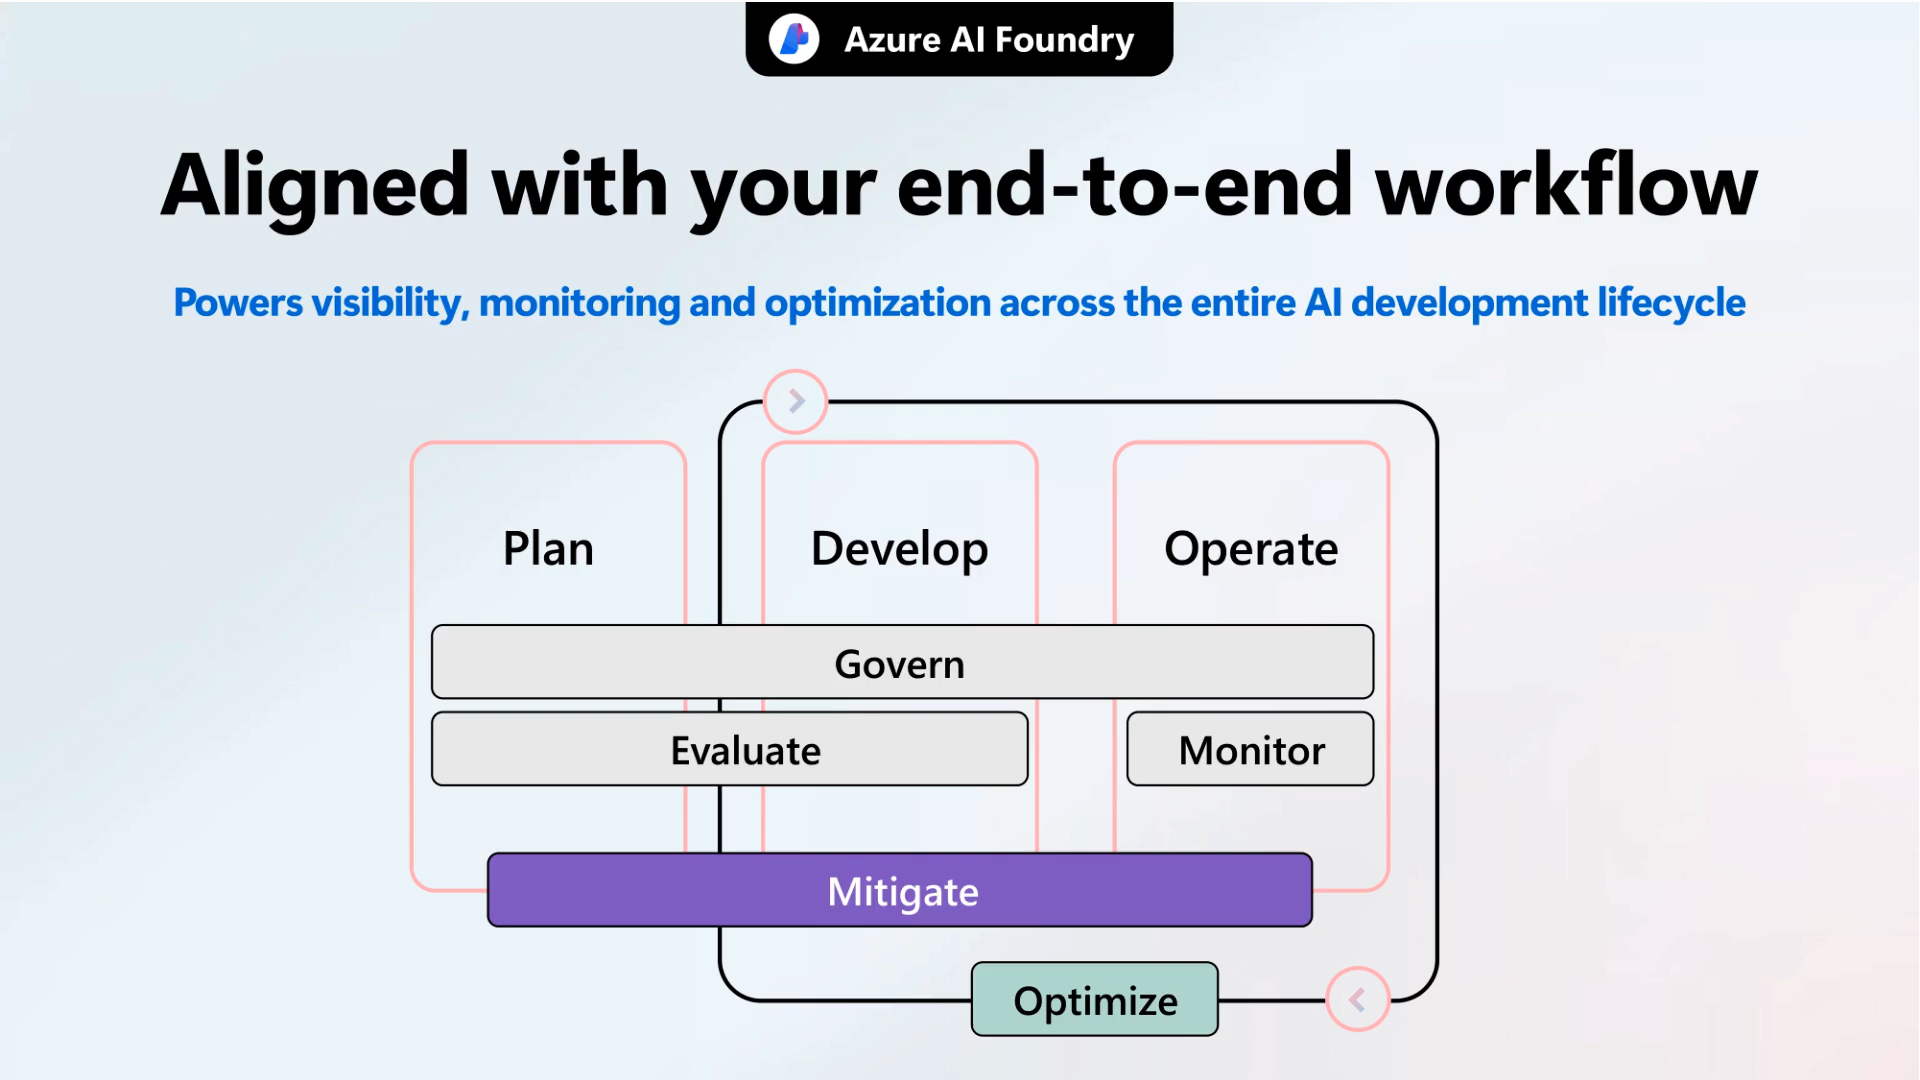 Azure AI Foundry
Aligned with your end-to-end workflow
Powers visibility, monitoring and optimization across the entire AI development lifecycle
Plan
Develop
Operate
Govern
Evaluate
Monitor
Mitigate
Optimize